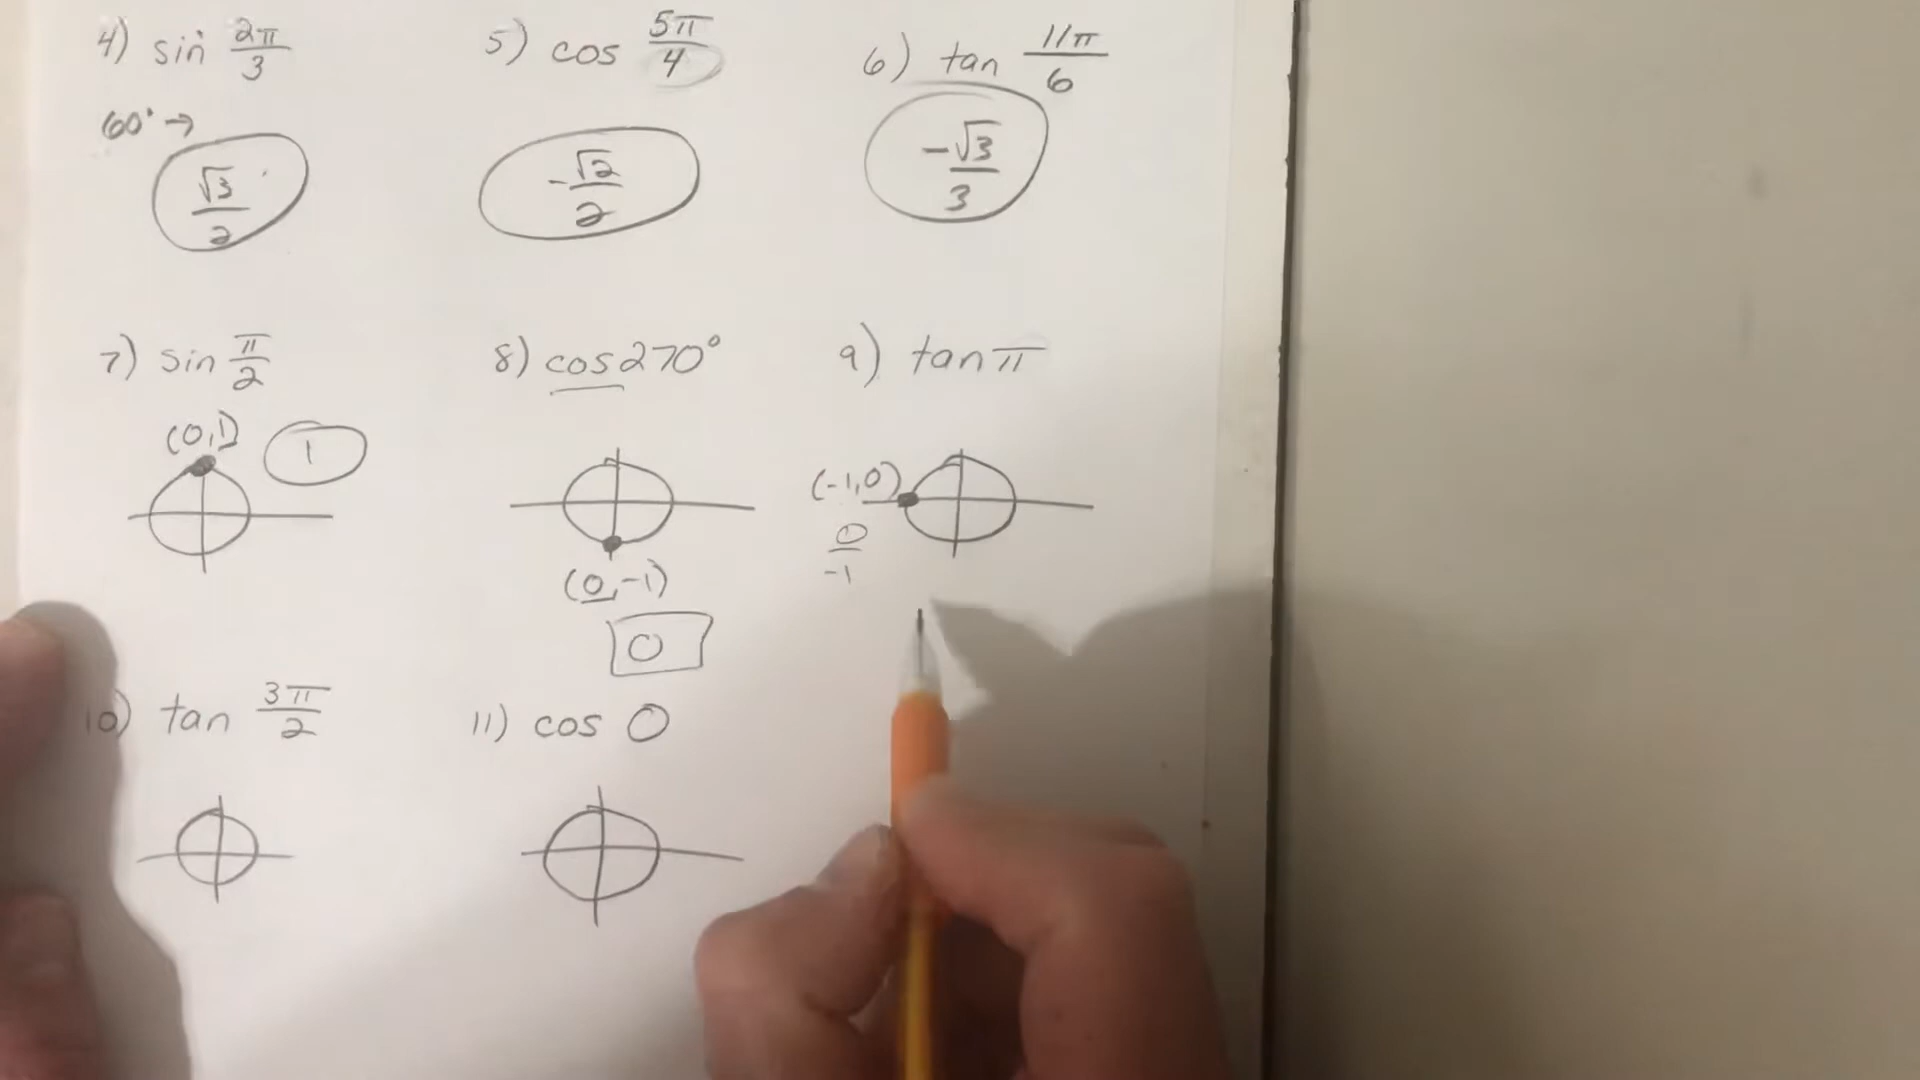 4) sin 2π/3
60° →
√3/2
5) cos 5π/4
-√2/2
6) tan 11π/6
-√3/3
7) sin π/2
(0,1)
1
8) cos 270°
(0,-1)
0
9) tan π
(-1,0)
0/-1
10) tan 3π/2
11) cos 0